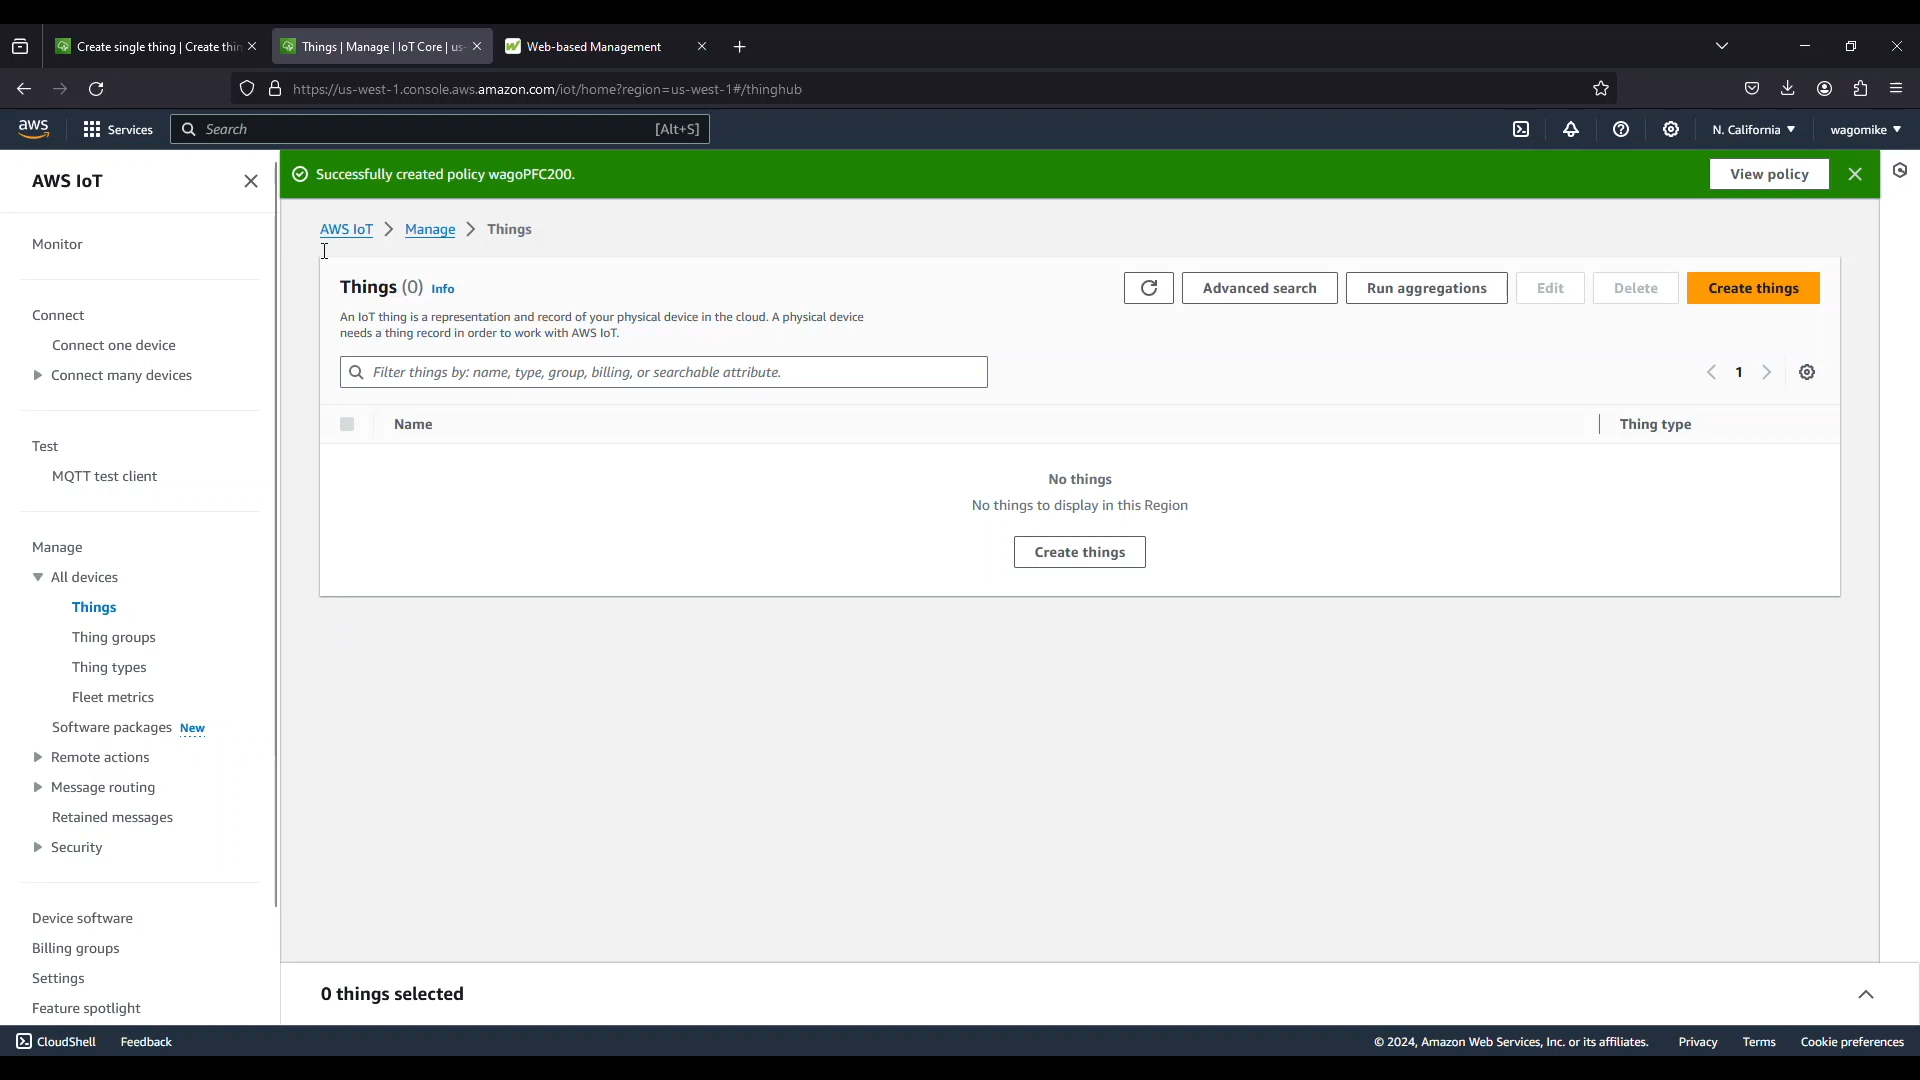 Create single thing | Create thin
Things | Manage | IoT Core | us-
Web-based Management
https://us-west-1.console.aws.amazon.com/iot/home?region=us-west-1#/thinghub
aws
Services
Search
[Alt+S]
N. California
wagomike
AWS IoT
Monitor
Connect
Connect one device
Connect many devices
Test
MQTT test client
Manage
All devices
Things
Thing groups
Thing types
Fleet metrics
Software packages New
Remote actions
Message routing
Retained messages
Security
Device software
Billing groups
Settings
Feature spotlight
Successfully created policy wagoPFC200.
View policy
AWS IoT > Manage > Things
Things (0) Info
Advanced search
Run aggregations
Edit
Delete
Create things
An IoT thing is a representation and record of your physical device in the cloud. A physical device
needs a thing record in order to work with AWS IoT.
Filter things by: name, type, group, billing, or searchable attribute.
1
Name
Thing type
No things
No things to display in this Region
Create things
0 things selected
CloudShell
Feedback
© 2024, Amazon Web Services, Inc. or its affiliates.
Privacy
Terms
Cookie preferences